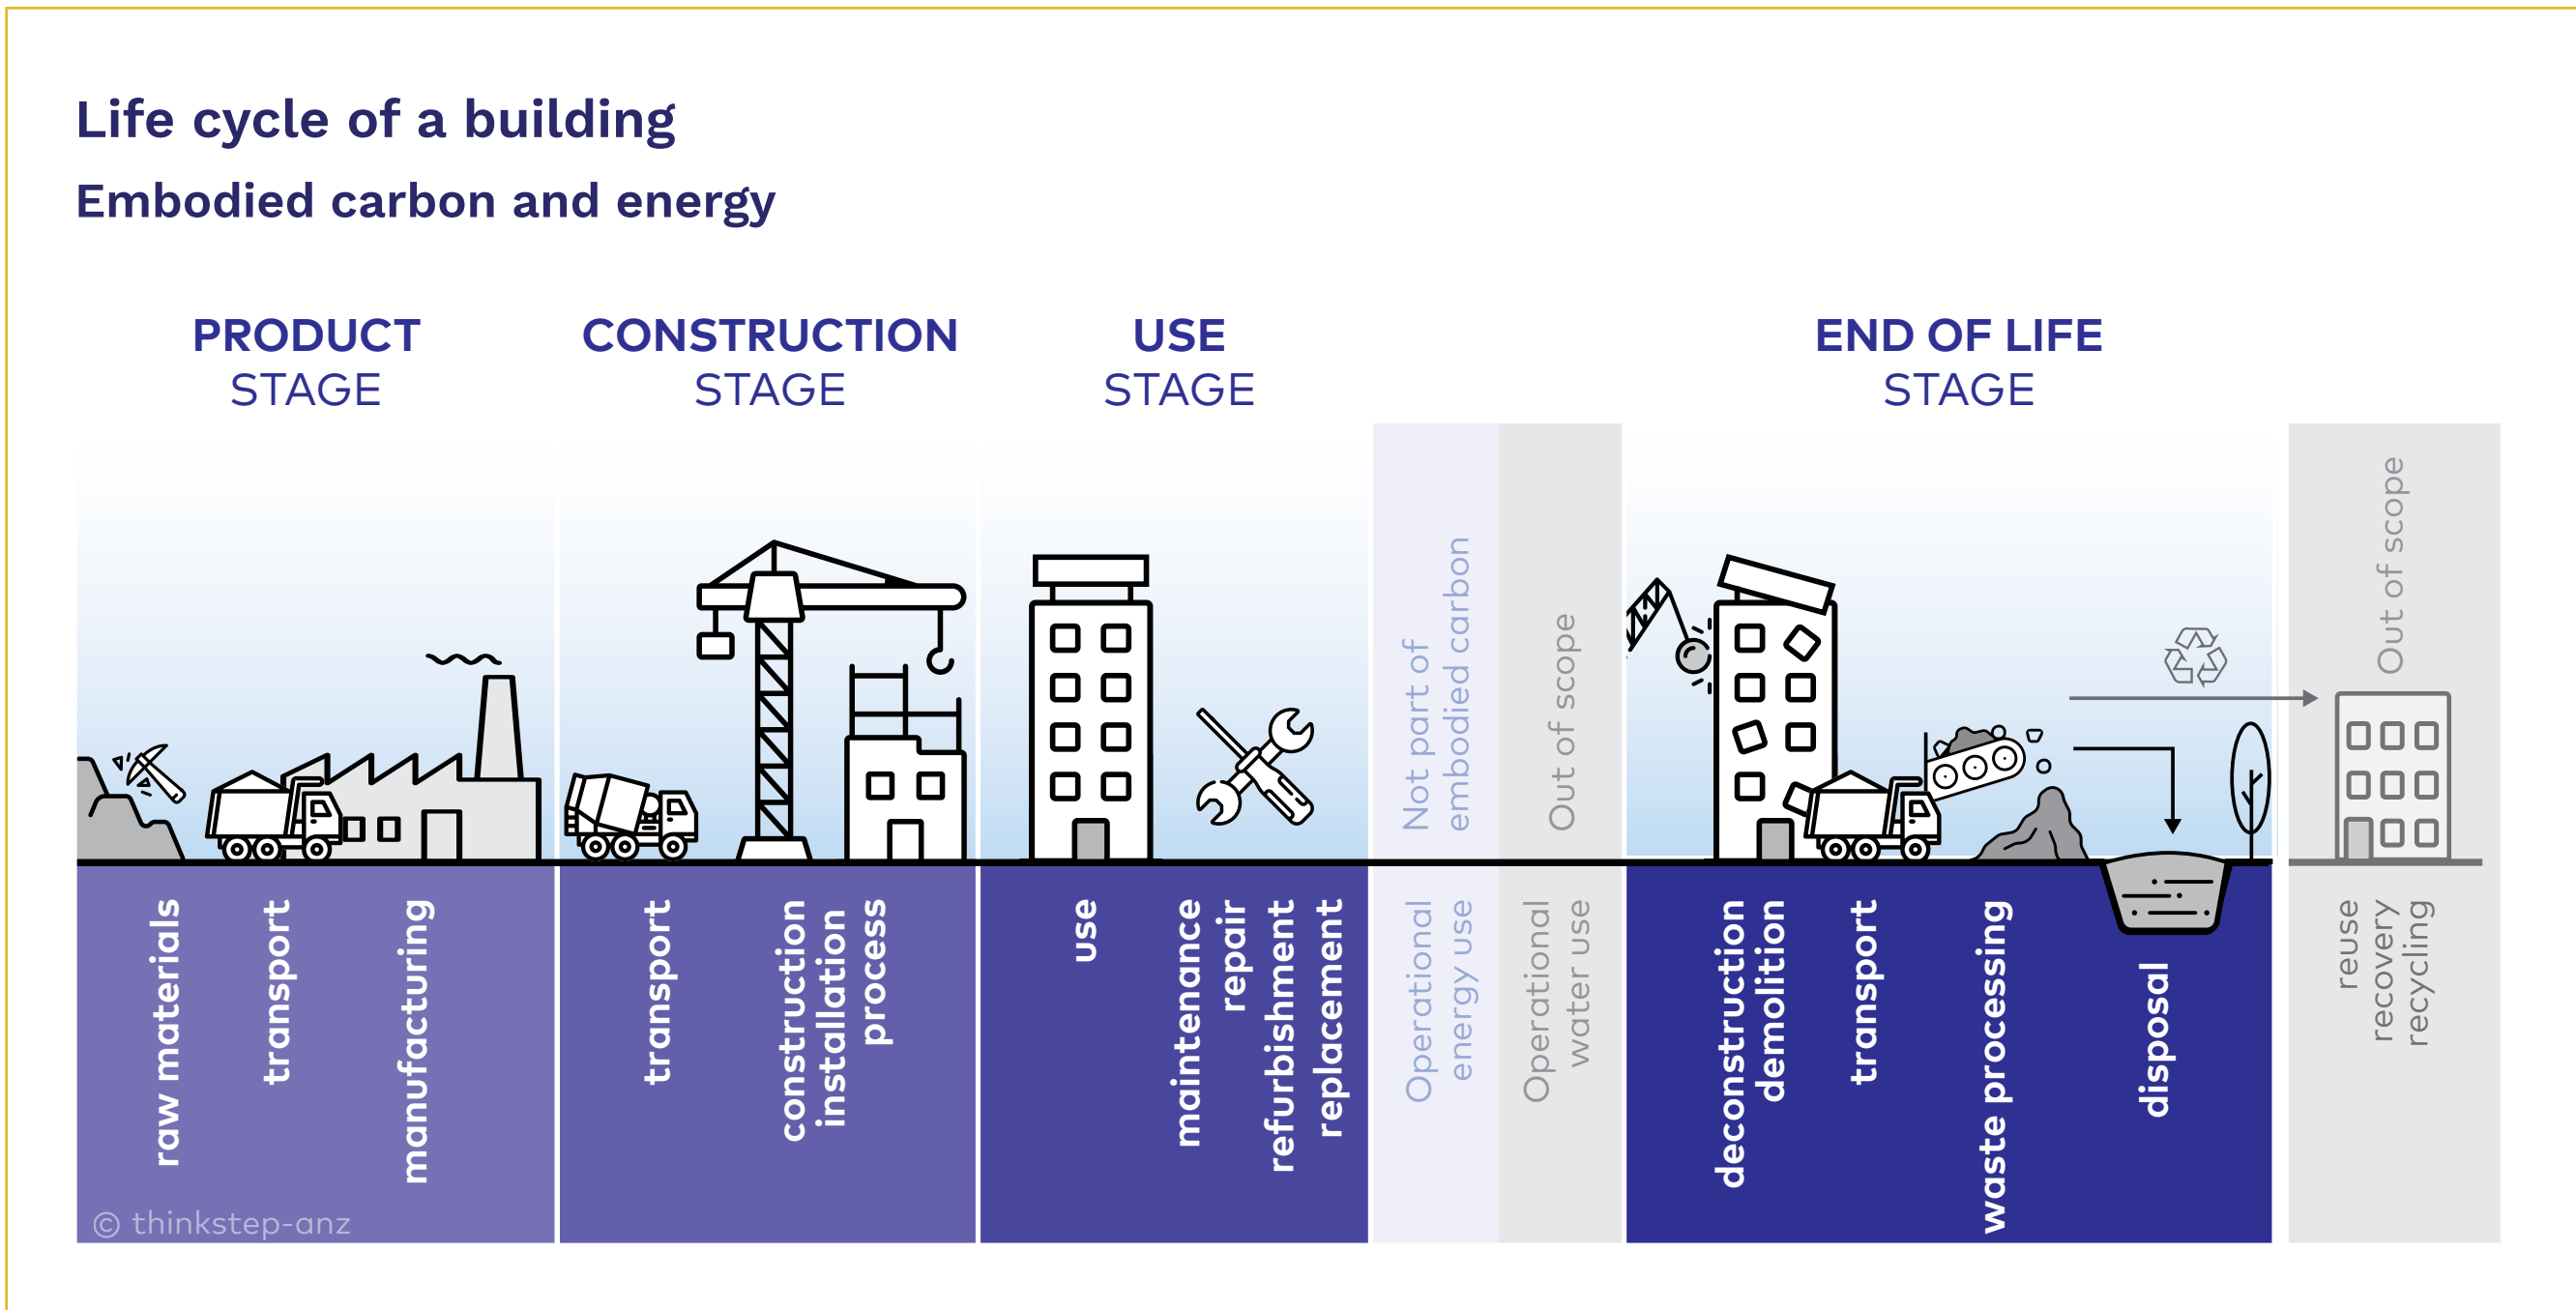 Life cycle of a building
Embodied carbon and energy
PRODUCT
STAGE
CONSTRUCTION
STAGE
USE
STAGE
END OF LIFE
STAGE
Not part of
embodied carbon
Out of scope
Out of scope
raw materials
transport
manufacturing
transport
construction
installation
process
use
maintenance
repair
refurbishment
replacement
Operational
energy use
Operational
water use
deconstruction
demolition
transport
waste processing
disposal
reuse
recovery
recycling
© thinkstep-anz